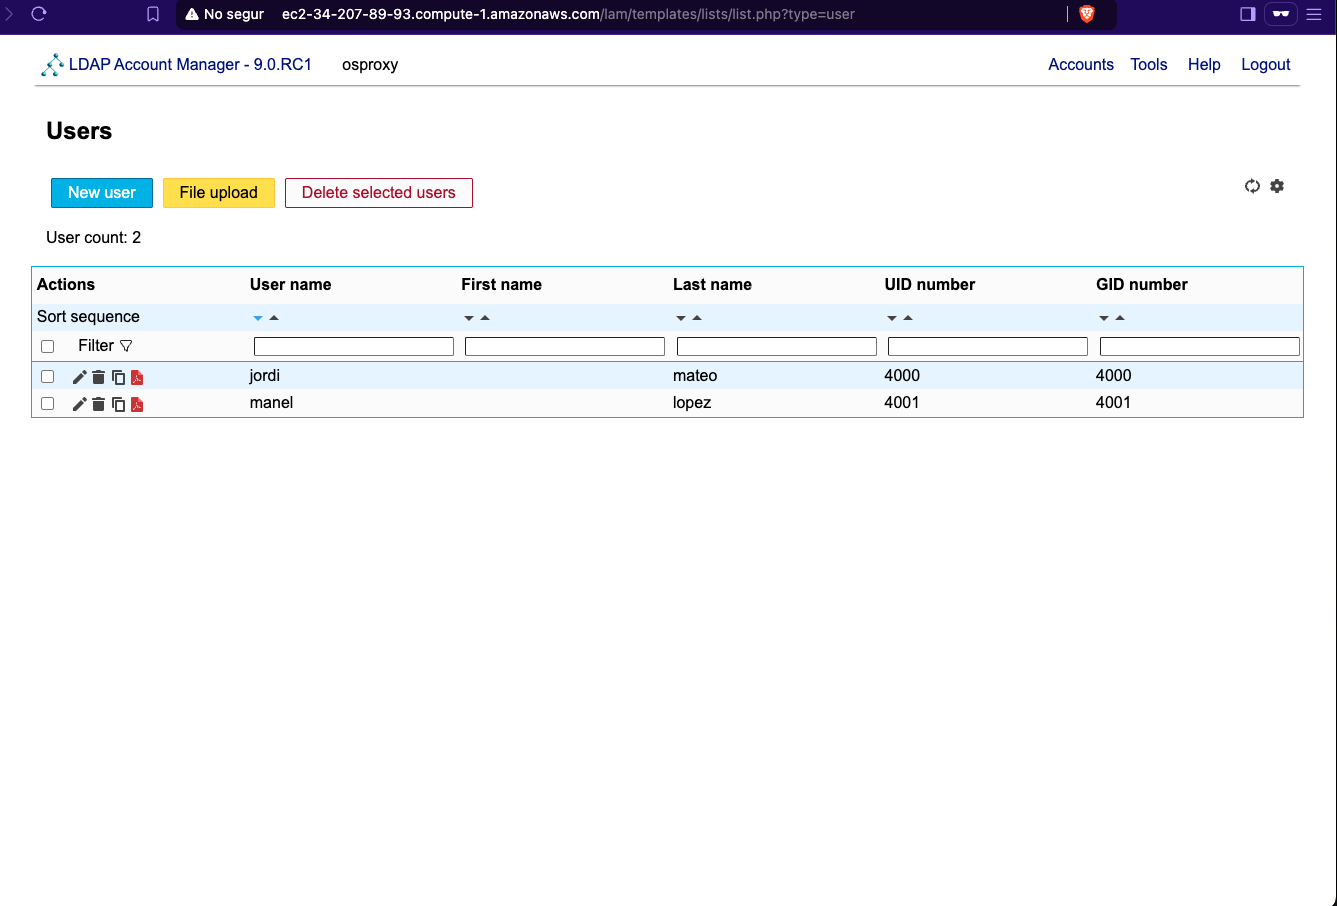 No segur ec2-34-207-89-93.compute-1.amazonaws.com/lam/templates/lists/list.php?type=user
LDAP Account Manager - 9.0.RC1 osproxy Accounts Tools Help Logout
Users
New user File upload Delete selected users
User count: 2
Actions User name First name Last name UID number GID number
Sort sequence
Filter
jordi mateo 4000 4000
manel lopez 4001 4001